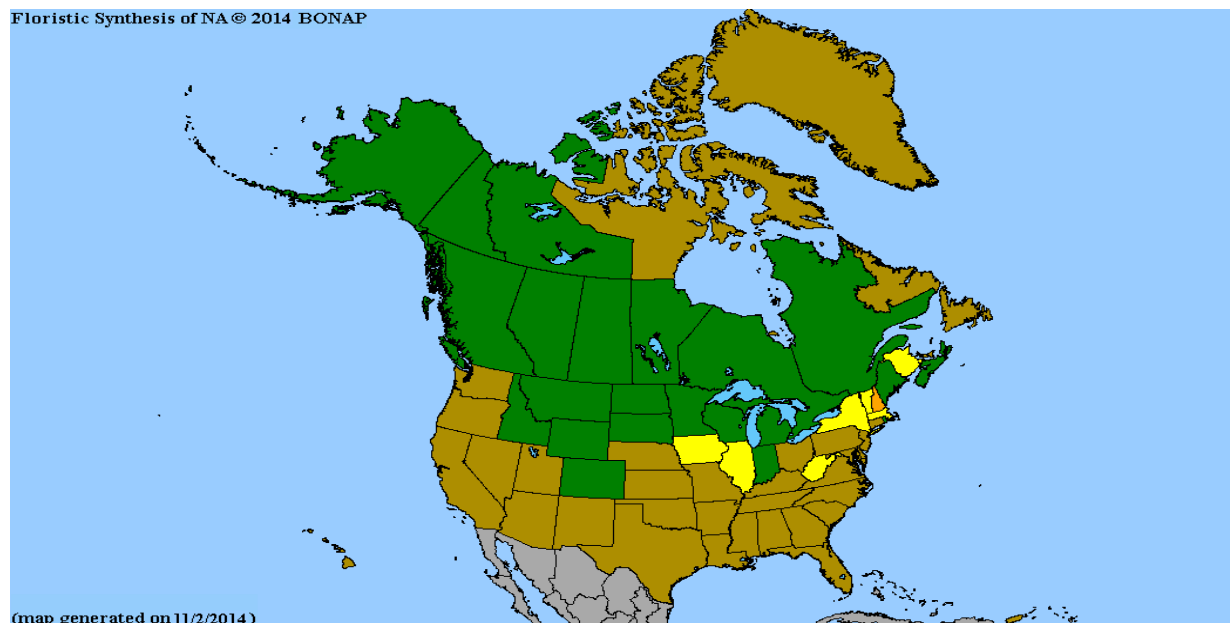 Floristic Synthesis of NA © 2014 BONAP
(map generated on 11/2/2014)